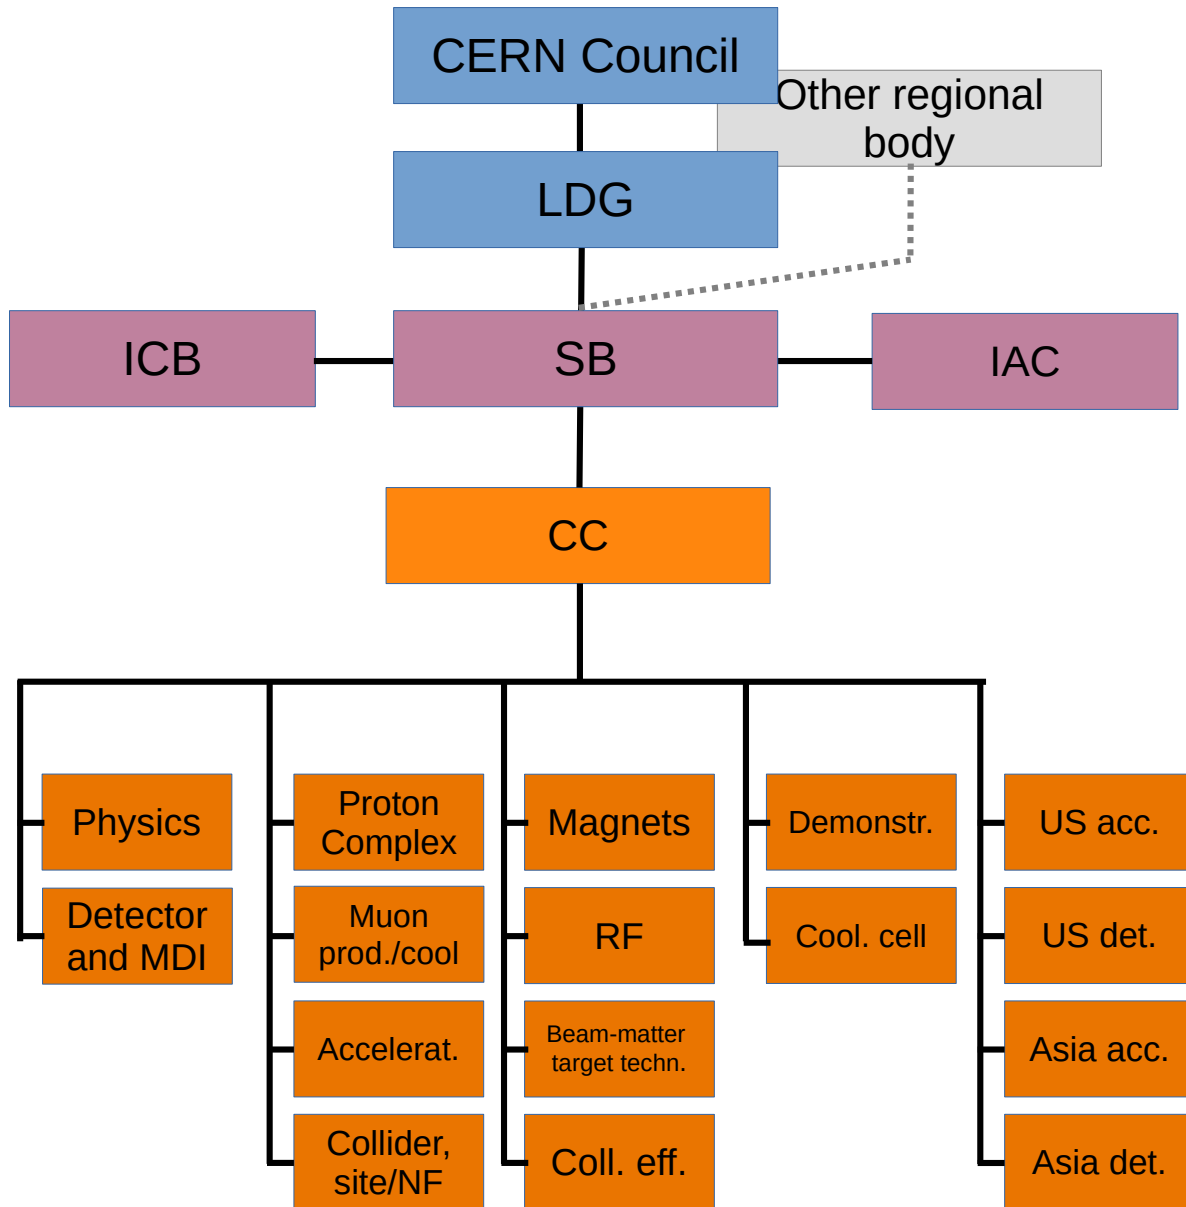 CERN Council
Other regional
body
LDG
ICB
SB
IAC
CC
Physics
Detector
and MDI
Proton
Complex
Muon
prod./cool
Accelerat.
Collider,
site/NF
Magnets
RF
Beam-matter
target techn.
Coll. eff.
Demonstr.
Cool. cell
US acc.
US det.
Asia acc.
Asia det.